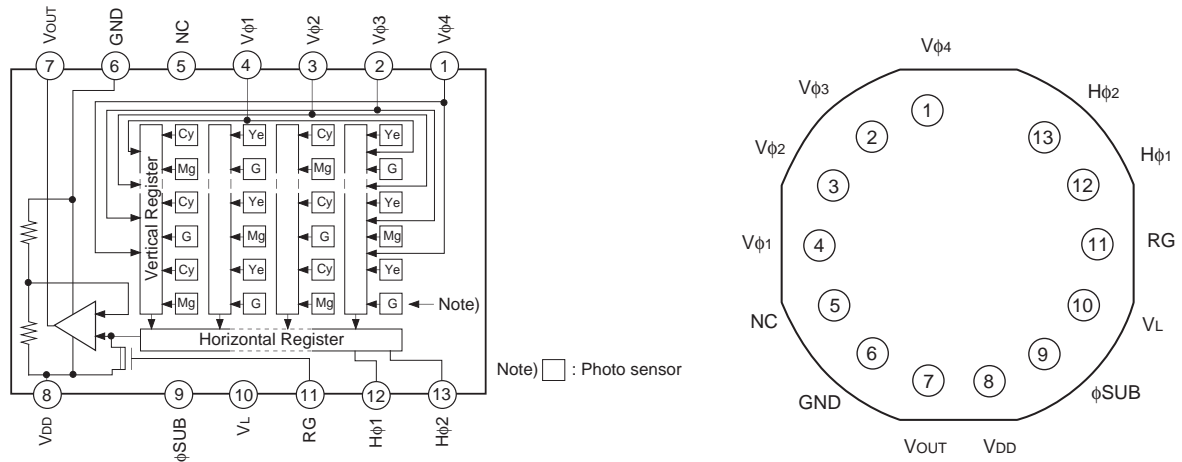 VOUT GND NC Vϕ1 Vϕ2 Vϕ3 Vϕ4
7 6 5 4 3 2 1
Cy Ye Cy Ye
Mg G Mg G
Cy Ye Cy Ye
G Mg G Mg
Cy Ye Cy Ye
Mg G Mg G
Vertical Register
Note)
Horizontal Register
Note) : Photo sensor
8 9 10 11 12 13
VDD ϕSUB VL RG Hϕ1 Hϕ2
Vϕ4
Vϕ3 Hϕ2
1
2 13
Vϕ2 Hϕ1
3 12
Vϕ1 4 11 RG
5 10
NC VL
6 9
7 8
GND ϕSUB
VOUT VDD